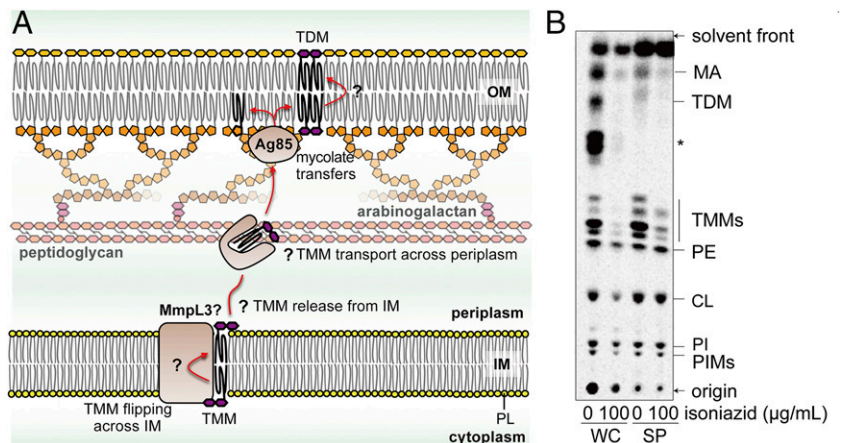 A
TDM
?
OM
Ag85
mycolate
transfers
arabinogalactan
peptidoglycan
? TMM transport across periplasm
MmpL3?
? TMM release from IM
periplasm
?
IM
TMM flipping
across IM
TMM
PL
cytoplasm
B
solvent front
MA
TDM
*
TMMs
PE
CL
PI
PIMs
origin
0 100 0 100 isoniazid (μg/mL)
WC SP